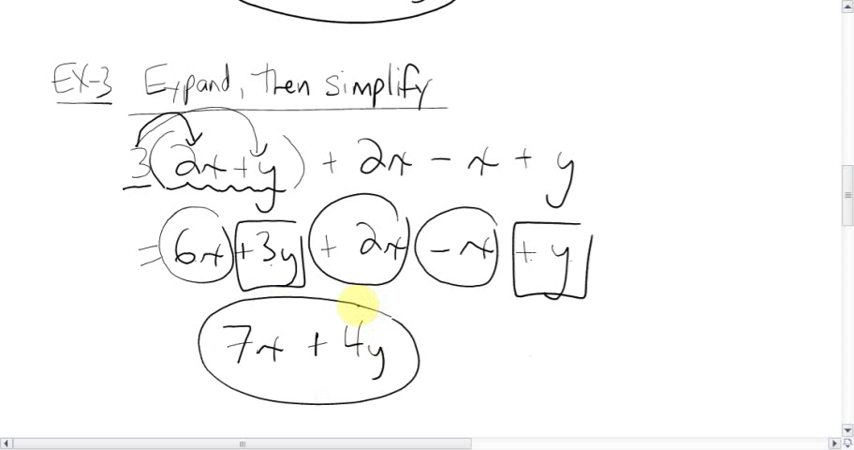 EX-3 Expand, then simplify
3(2x+y) + 2x - x + y
= 6x + 3y + 2x - x + y
7x + 4y